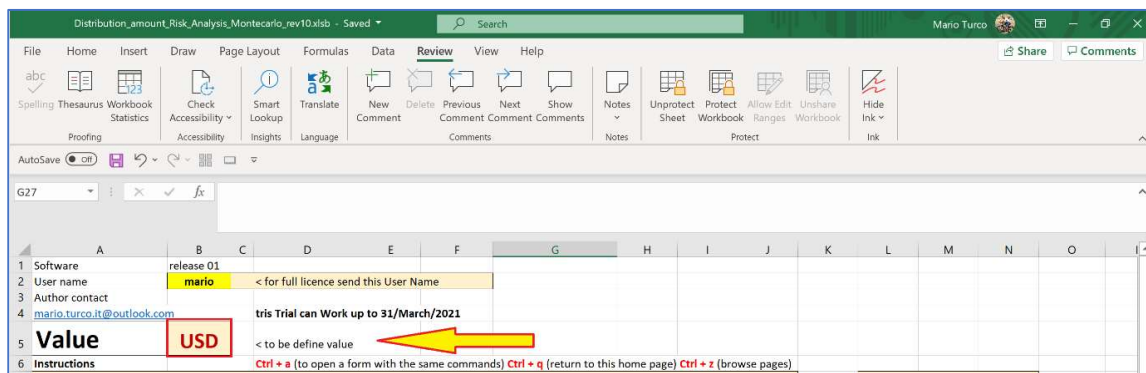 Distribution_amount_Risk_Analysis_Montecarlo_rev10.xlsb - Saved
Search
Mario Turco
File Home Insert Draw Page Layout Formulas Data Review View Help
Share Comments
abc
Spelling Thesaurus Workbook Statistics
Check Accessibility
Smart Lookup
Translate
New Comment
Delete Previous Comment Next Comment Show Comments
Notes
Unprotect Sheet Protect Workbook Allow Edit Ranges Unshare Workbook
Hide Ink
Proofing Accessibility Insights Language Comments Notes Protect Ink
AutoSave Off
G27 fx
A B C D E F G H I J K L M N O
1 Software release 01
2 User name mario < for full licence send this User Name
3 Author contact
4 mario.turco.it@outlook.com tris Trial can Work up to 31/March/2021
5 Value USD < to be define value
6 Instructions Ctrl + a (to open a form with the same commands) Ctrl + q (return to this home page) Ctrl + z (browse pages)